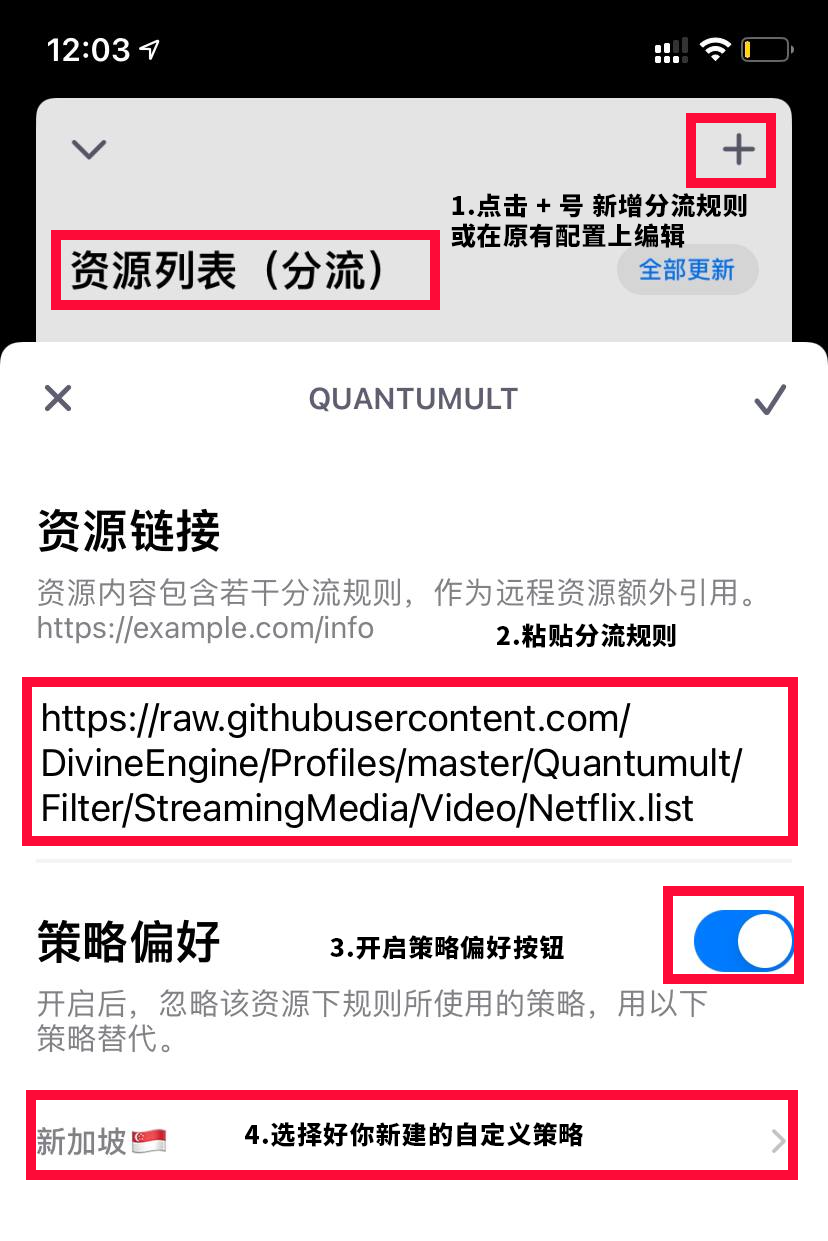 12:03
1.点击 + 号 新增分流规则
或在原有配置上编辑
资源列表（分流）
全部更新
QUANTUMULT
资源链接
资源内容包含若干分流规则，作为远程资源额外引用。
https://example.com/info
2.粘贴分流规则
https://raw.githubusercontent.com/
DivineEngine/Profiles/master/Quantumult/
Filter/StreamingMedia/Video/Netflix.list
策略偏好
3.开启策略偏好按钮
开启后，忽略该资源下规则所使用的策略，用以下
策略替代。
新加坡🇸🇬
4.选择好你新建的自定义策略